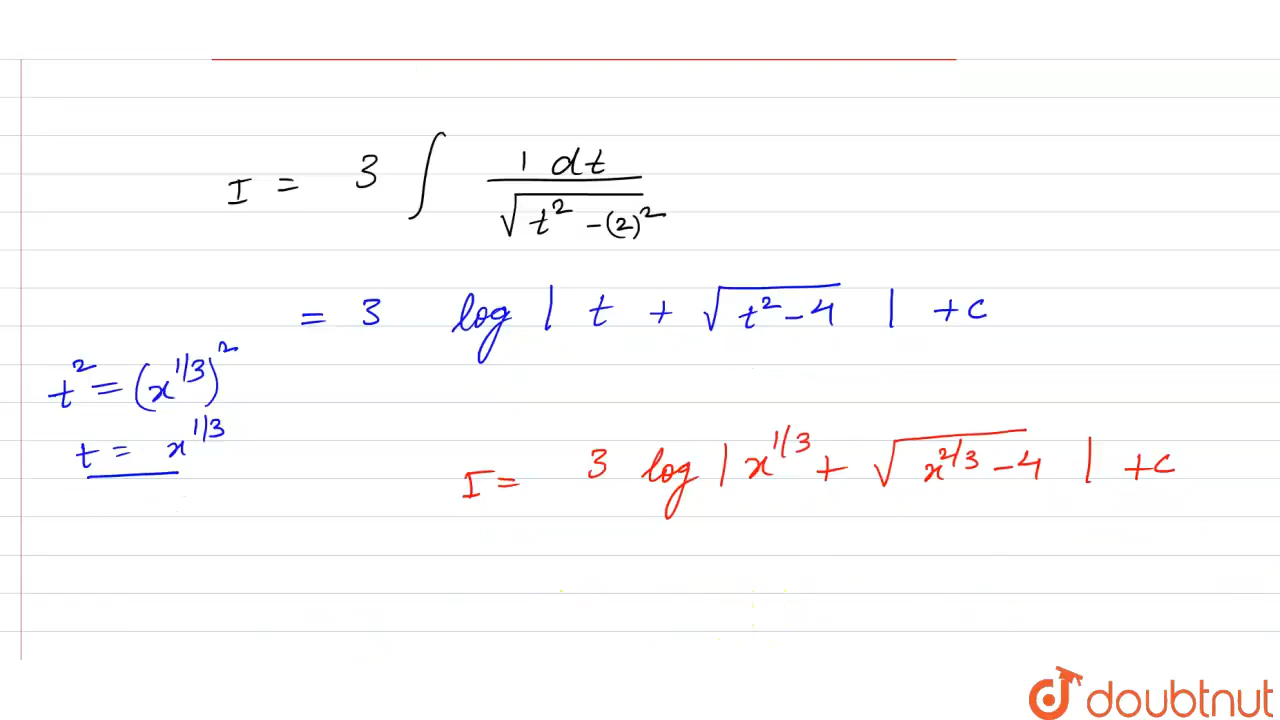 I = 3 ∫ 1 dt / √(t² - (2)²)
= 3 log | t + √(t² - 4) | + c
t² = (x^1/3)²
t = x^1/3
I = 3 log | x^1/3 + √(x^2/3 - 4) | + c
doubtnut